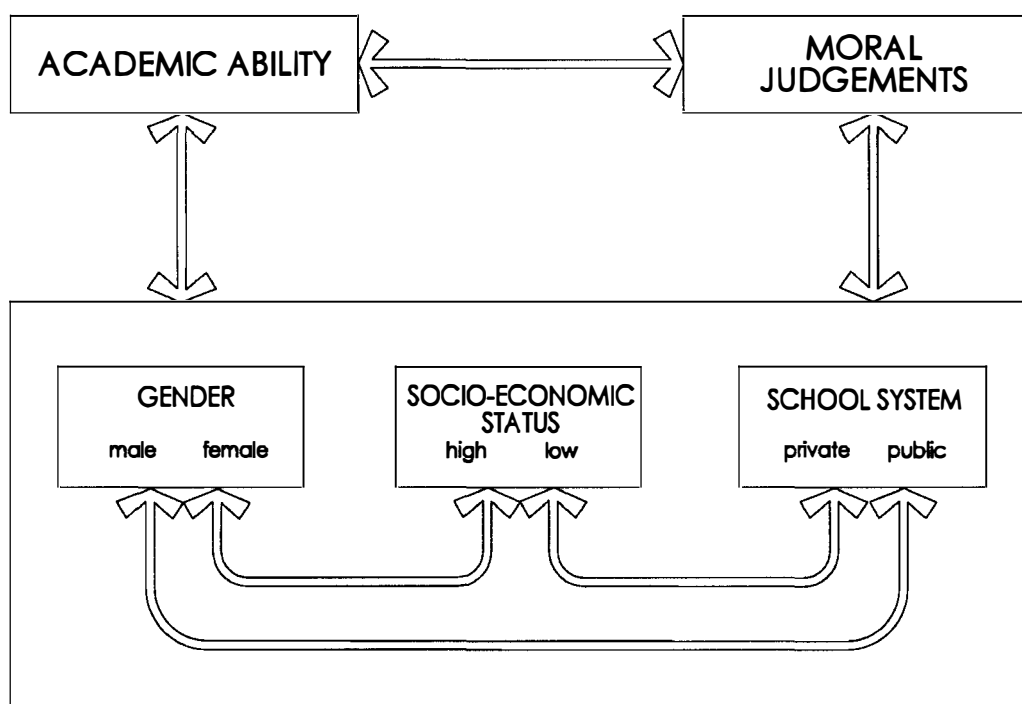 ACADEMIC ABILITY
MORAL
JUDGEMENTS
GENDER
male female
SOCIO-ECONOMIC
STATUS
high low
SCHOOL SYSTEM
private public